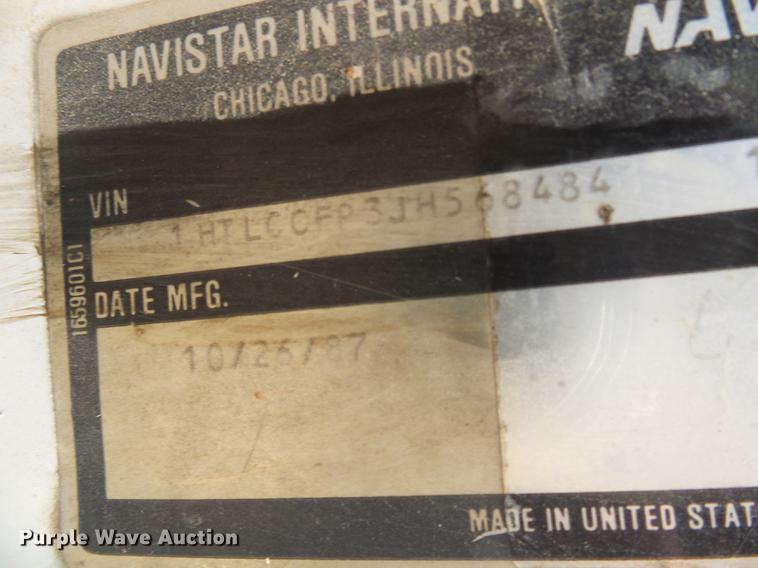 NAVISTAR INTERNATI
NAV
CHICAGO, ILLINOIS
VIN
1HTLCCFP3JH568484
1659601C1
DATE MFG.
10/26/87
MADE IN UNITED STAT
Purple Wave Auction